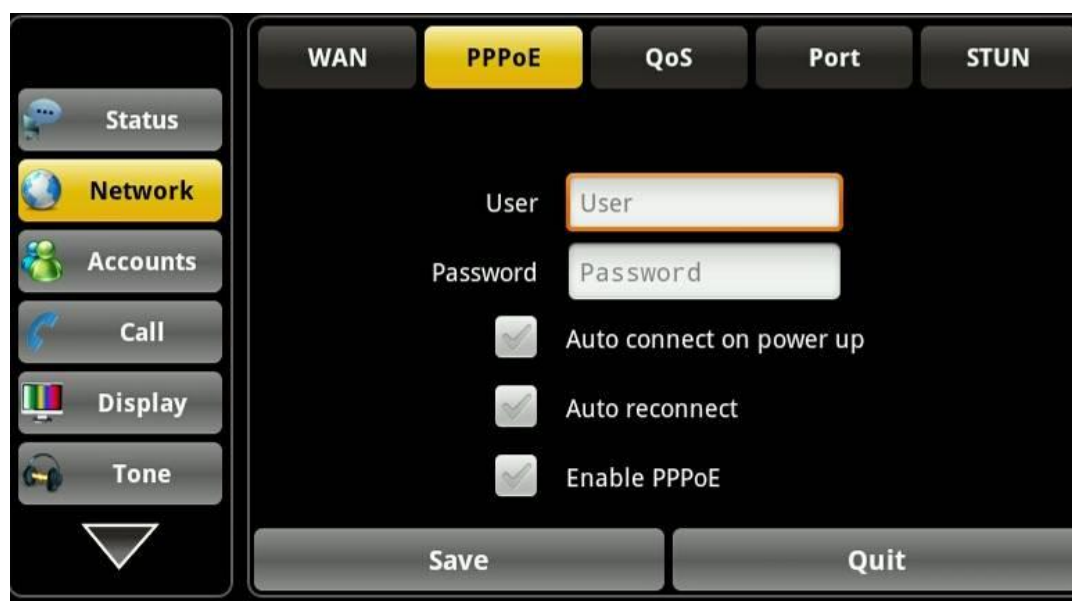 WAN
PPPoE
QoS
Port
STUN
Status
Network
Accounts
Call
Display
Tone
User
User
Password
Password
Auto connect on power up
Auto reconnect
Enable PPPoE
Save
Quit